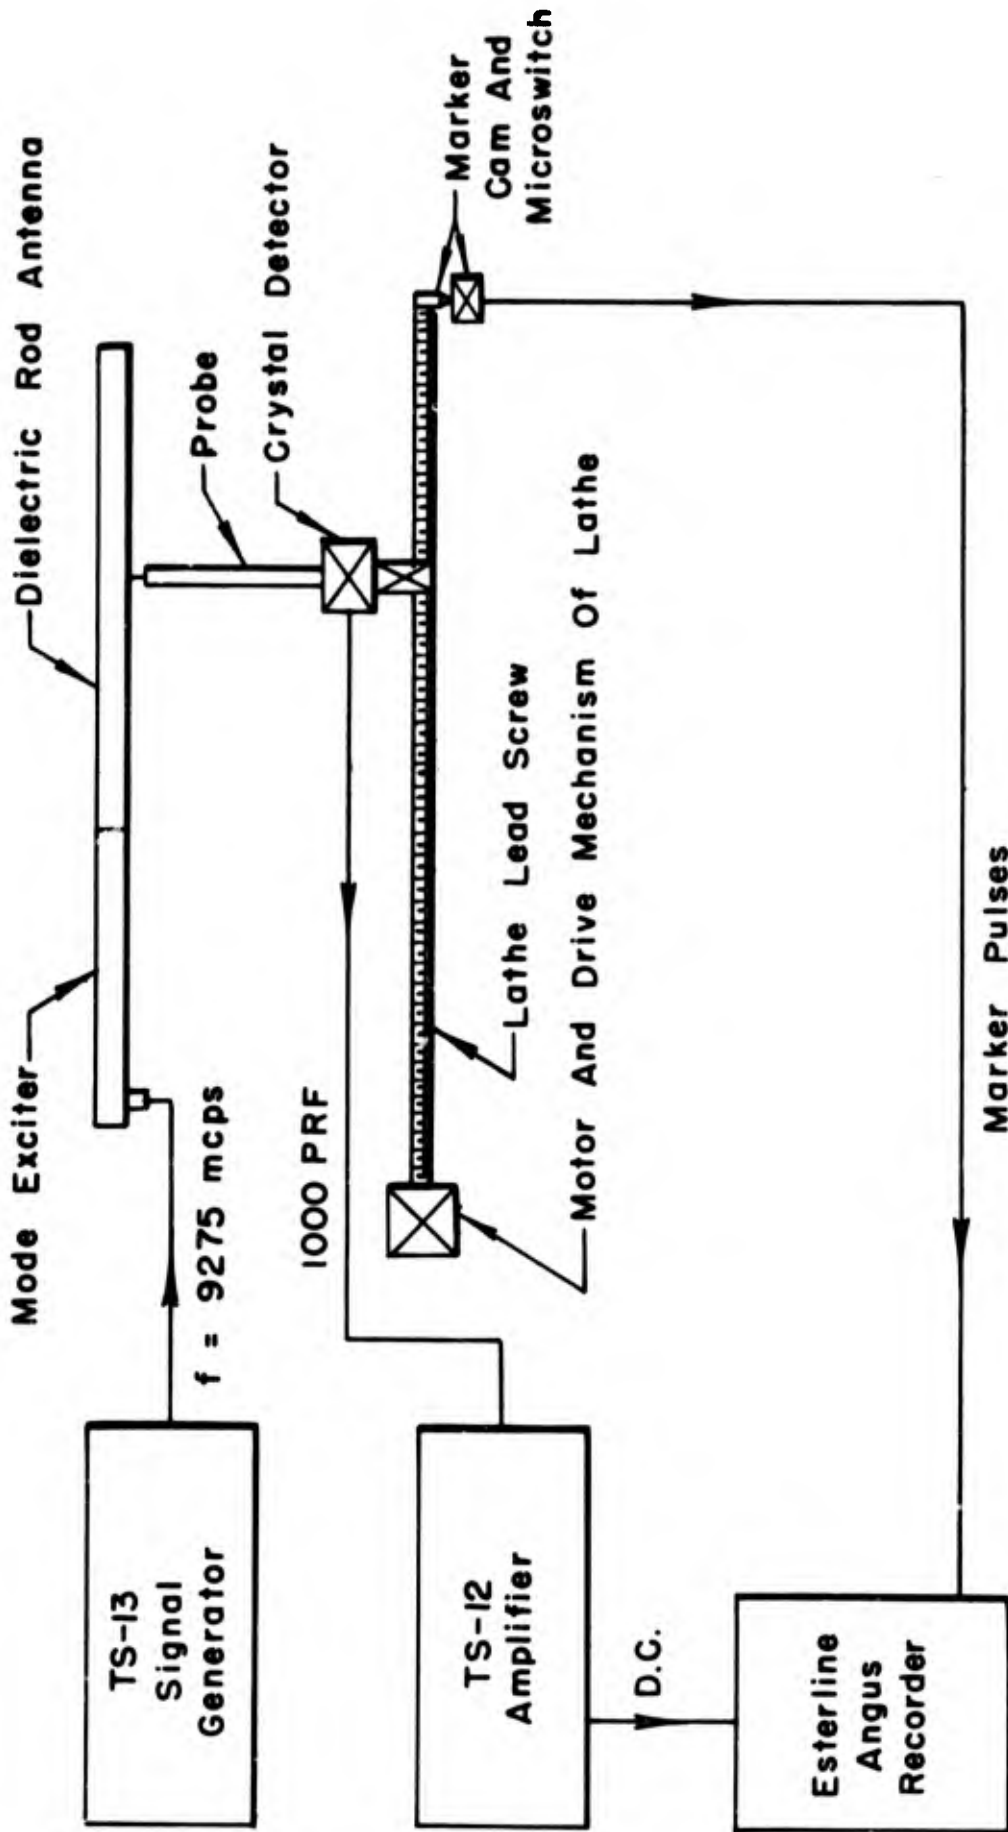 Mode Exciter
Dielectric Rod Antenna
TS-13
Signal
Generator
f = 9275 mcps
Probe
Crystal Detector
1000 PRF
Marker
Cam And
Microswitch
TS-12
Amplifier
Lathe Lead Screw
Motor And Drive Mechanism Of Lathe
D.C.
Esterline
Angus
Recorder
Marker Pulses